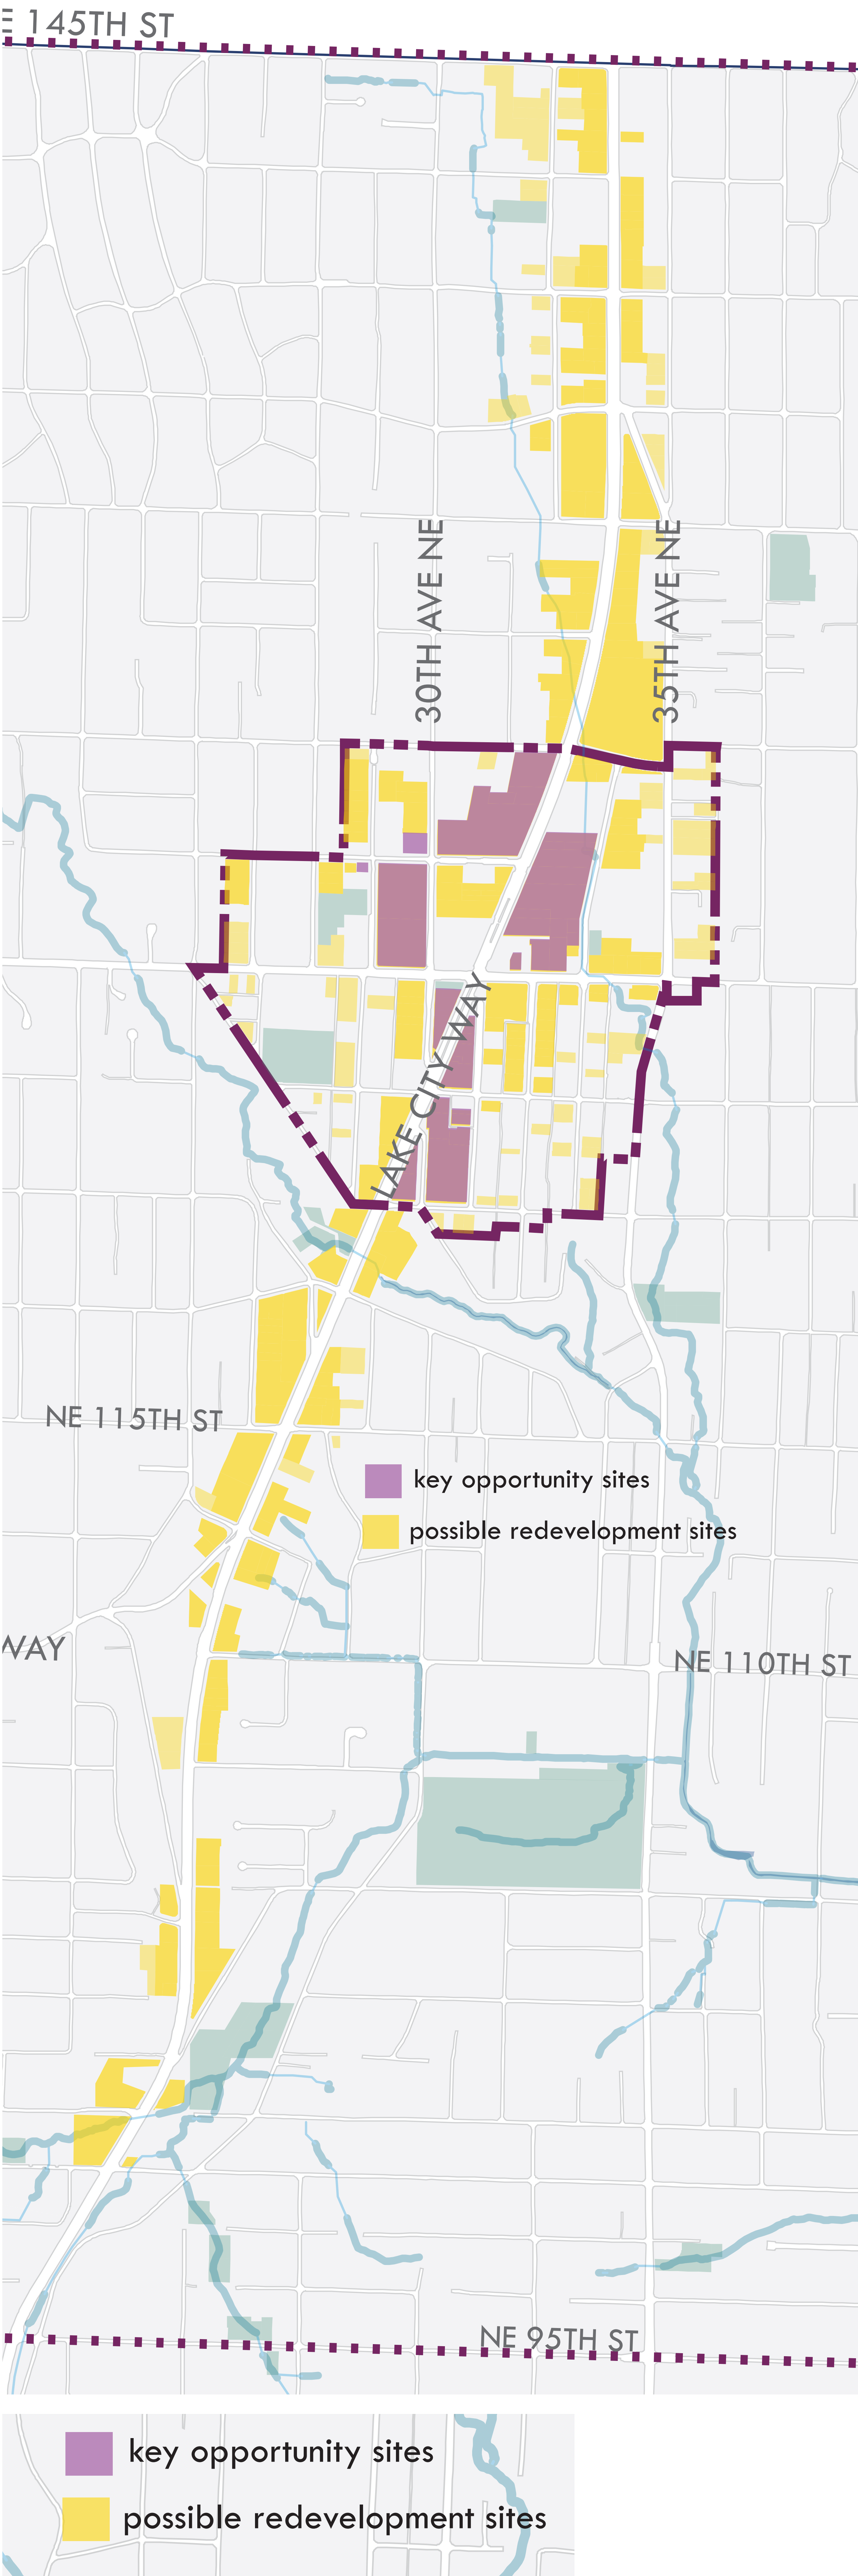 E 145TH ST
30TH AVE NE
35TH AVE NE
LAKE CITY WAY
NE 115TH ST
key opportunity sites
possible redevelopment sites
WAY
NE 110TH ST
NE 95TH ST
key opportunity sites
possible redevelopment sites